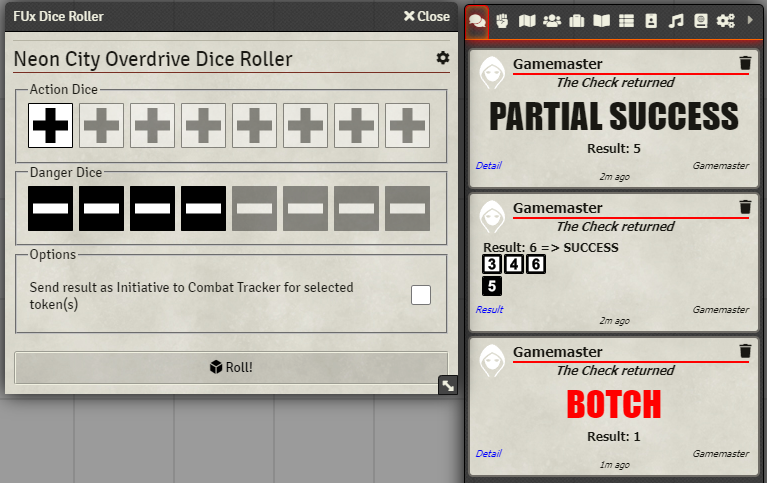 FUx Dice Roller
Close
Neon City Overdrive Dice Roller
Action Dice
Danger Dice
Options
Send result as Initiative to Combat Tracker for selected
token(s)
Roll!
Gamemaster
The Check returned
PARTIAL SUCCESS
Result: 5
Detail
Gamemaster
2m ago
Gamemaster
The Check returned
Result: 6 => SUCCESS
3 4 6
5
Result
Gamemaster
2m ago
Gamemaster
The Check returned
BOTCH
Result: 1
Detail
Gamemaster
1m ago